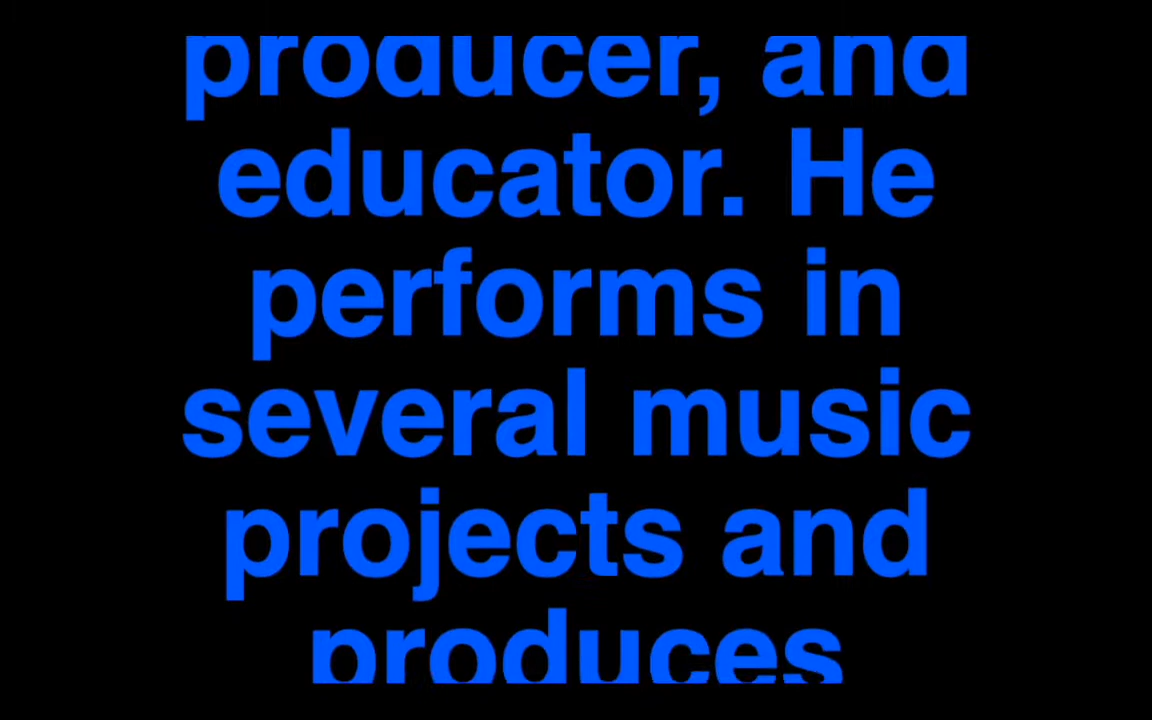 producer, and
educator. He
performs in
several music
projects and
produces